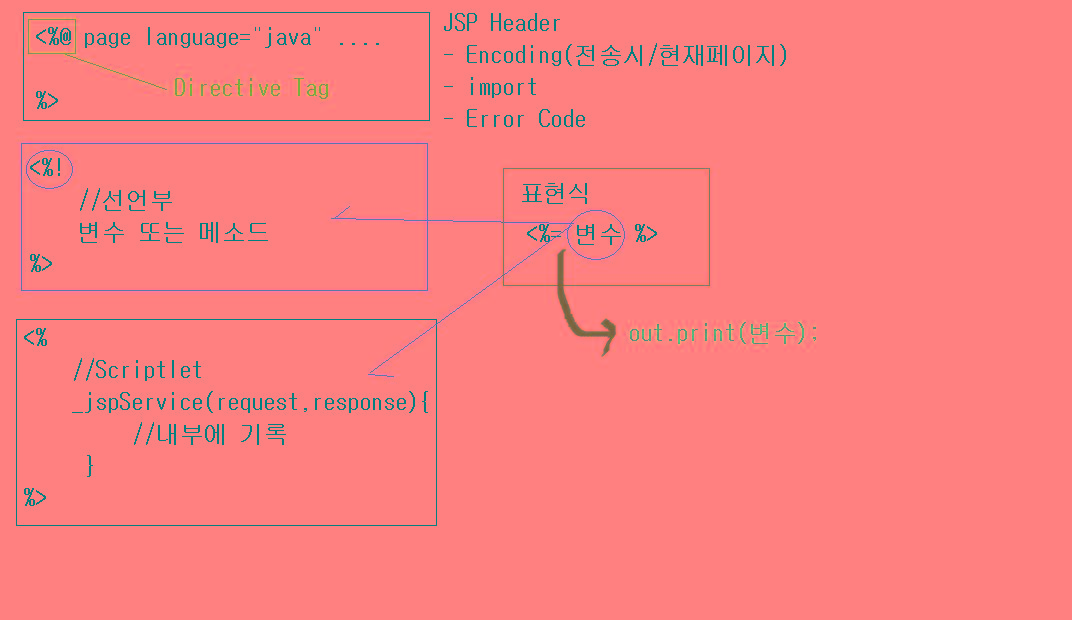 <%@ page language="java" ....
Directive Tag
%>
JSP Header
- Encoding(전송시/현재페이지)
- import
- Error Code
<%!
//선언부
변수 또는 메소드
%>
표현식
<%= 변수 %>
out.print(변수);
<%
//Scriptlet
_jspService(request,response){
//내부에 기록
}
%>